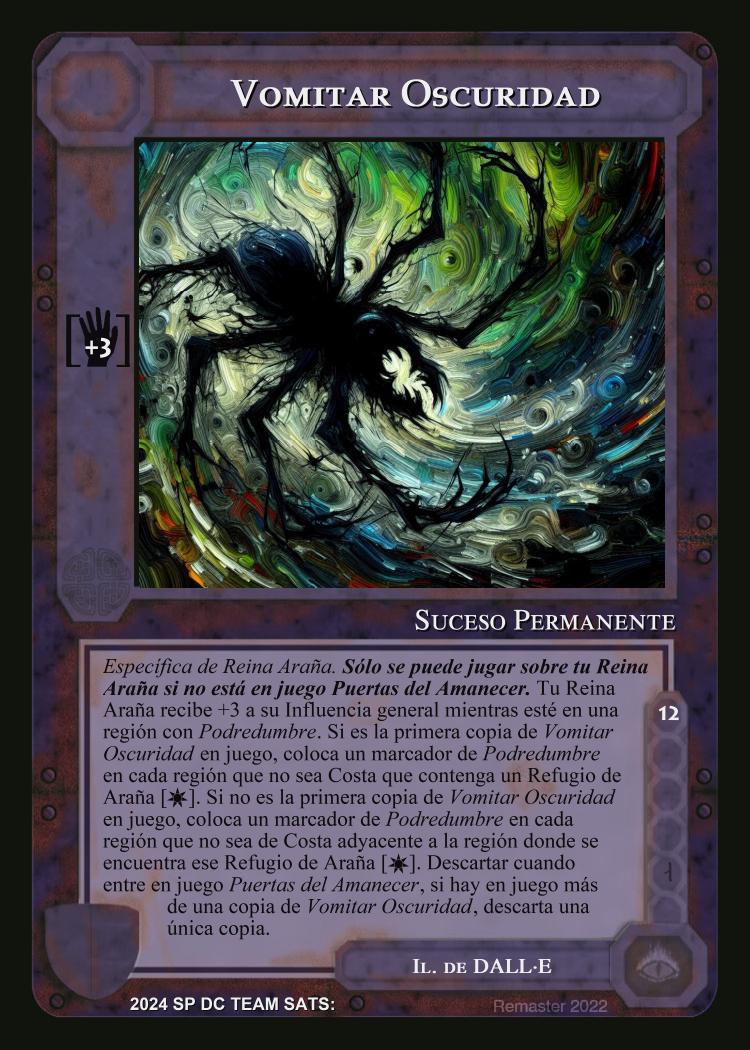 Vomitar Oscuridad
[+3]
Suceso Permanente
Específica de Reina Araña. Sólo se puede jugar sobre tu Reina
Araña si no está en juego Puertas del Amanecer. Tu Reina
Araña recibe +3 a su Influencia general mientras esté en una
región con Podredumbre. Si es la primera copia de Vomitar
Oscuridad en juego, coloca un marcador de Podredumbre
en cada región que no sea Costa que contenga un Refugio de
Araña [✷]. Si no es la primera copia de Vomitar Oscuridad
en juego, coloca un marcador de Podredumbre en cada
región que no sea de Costa adyacente a la región donde se
encuentra ese Refugio de Araña [✷]. Descartar cuando
entre en juego Puertas del Amanecer, si hay en juego más
de una copia de Vomitar Oscuridad, descarta una
única copia.
12
Il. de DALL·E
2024 SP DC TEAM SATS:
Remaster 2022